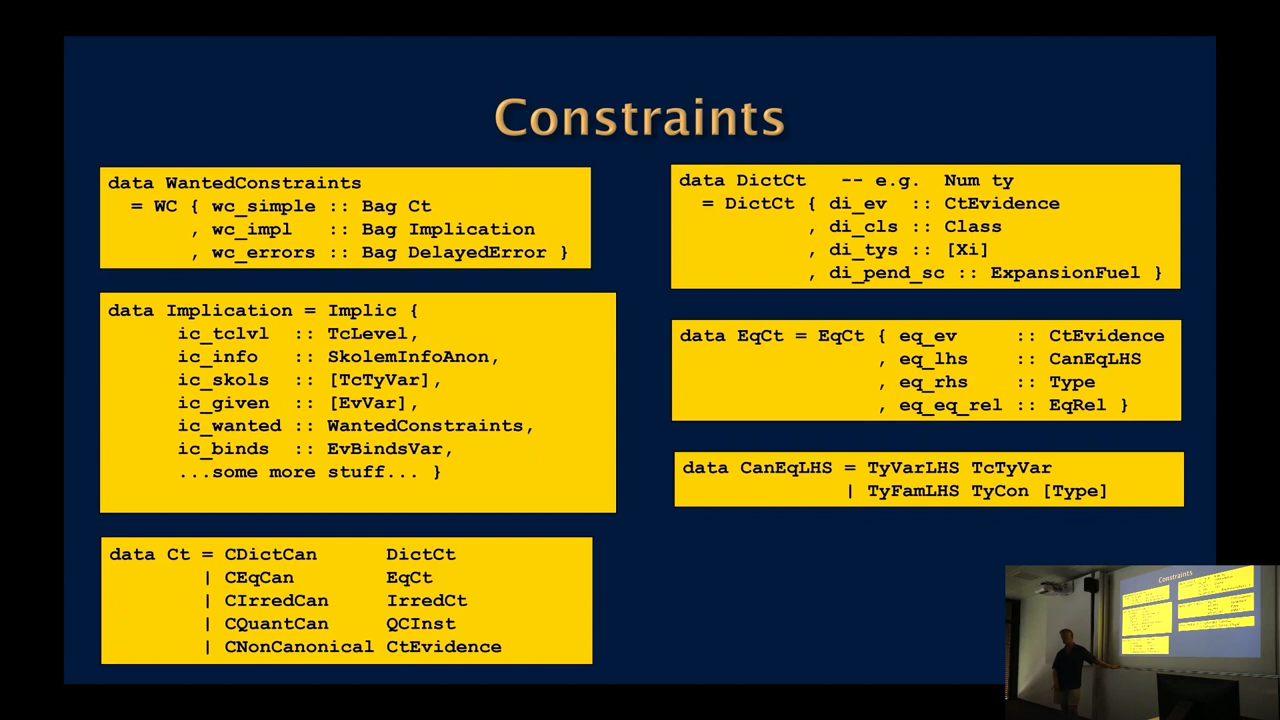 Constraints
data WantedConstraints
  = WC { wc_simple :: Bag Ct
       , wc_impl   :: Bag Implication
       , wc_errors :: Bag DelayedError }
data Implication = Implic {
      ic_tclvl  :: TcLevel,
      ic_info   :: SkolemInfoAnon,
      ic_skols  :: [TcTyVar],
      ic_given  :: [EvVar],
      ic_wanted :: WantedConstraints,
      ic_binds  :: EvBindsVar,
      ...some more stuff... }
data Ct = CDictCan      DictCt
        | CEqCan        EqCt
        | CIrredCan     IrredCt
        | CQuantCan     QCInst
        | CNonCanonical CtEvidence
data DictCt   -- e.g.  Num ty
  = DictCt { di_ev  :: CtEvidence
           , di_cls :: Class
           , di_tys :: [Xi]
           , di_pend_sc :: ExpansionFuel }
data EqCt = EqCt { eq_ev     :: CtEvidence
                 , eq_lhs    :: CanEqLHS
                 , eq_rhs    :: Type
                 , eq_eq_rel :: EqRel }
data CanEqLHS = TyVarLHS TcTyVar
              | TyFamLHS TyCon [Type]
Constraints